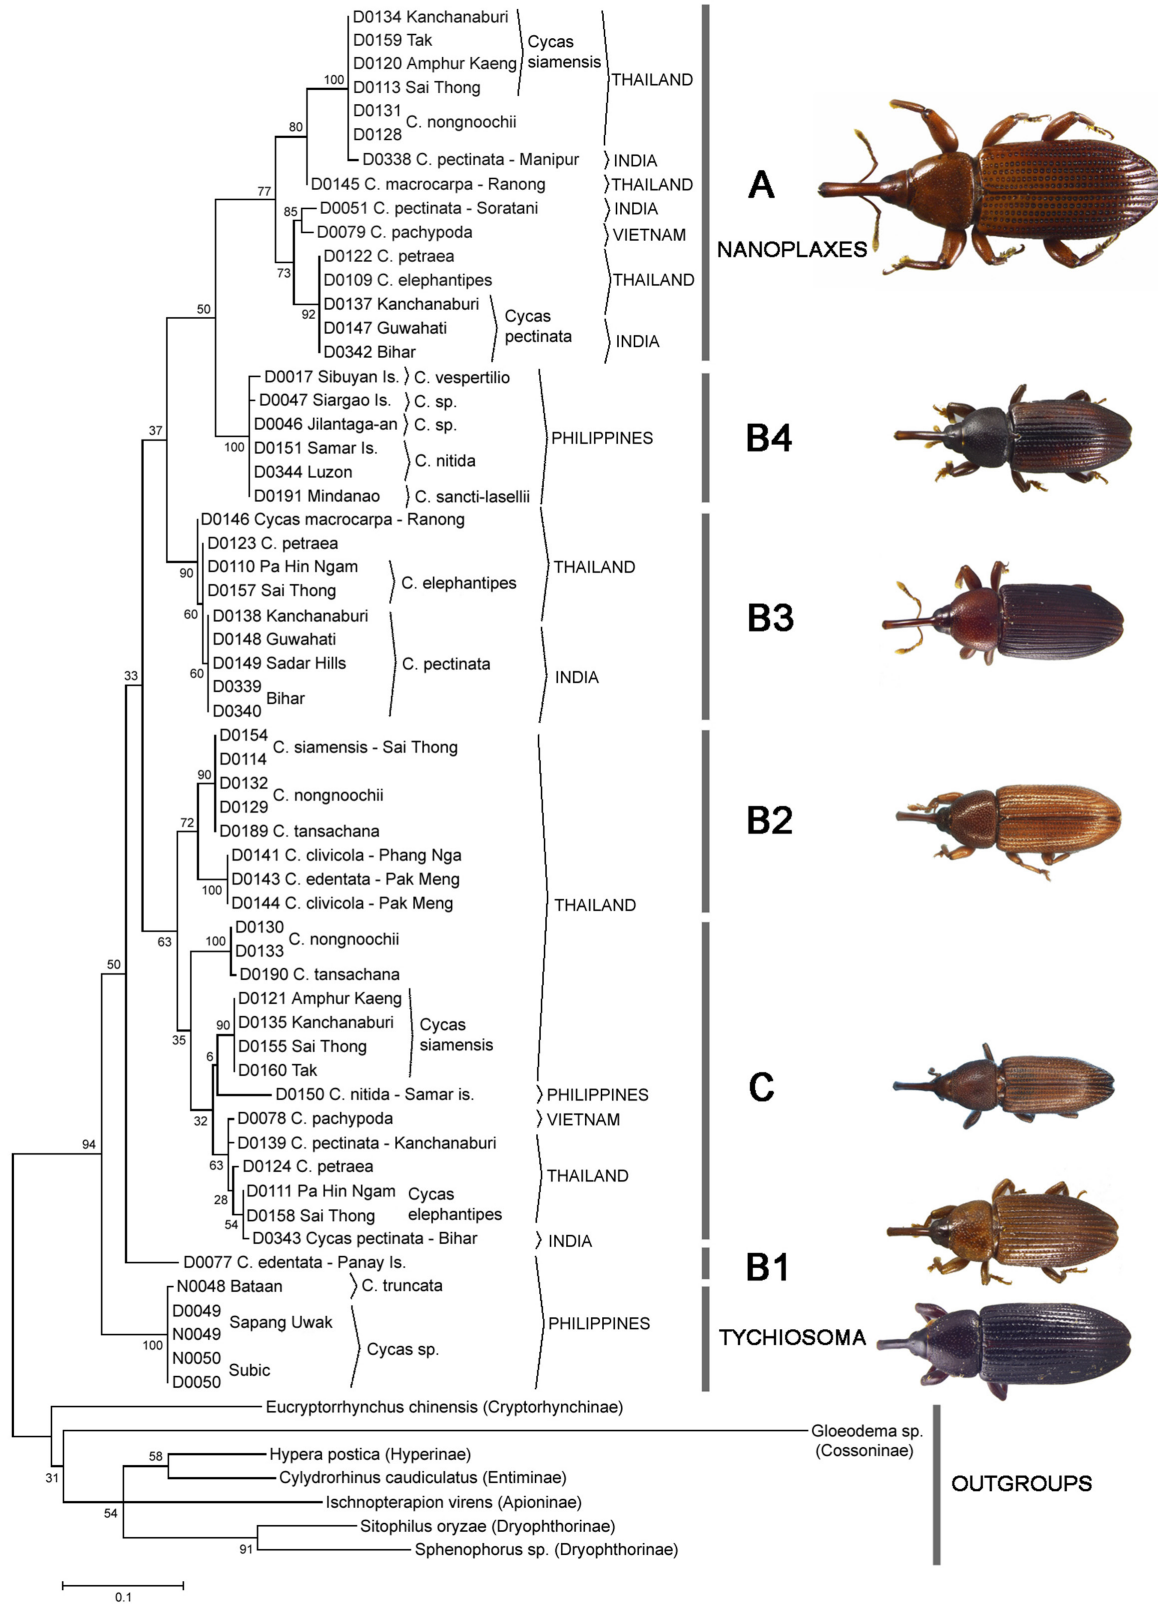 D0134 Kanchanaburi
D0159 Tak
D0120 Amphur Kaeng
D0113 Sai Thong
Cycas
siamensis
D0131
D0128
C. nongnoochii
THAILAND
D0338 C. pectinata - Manipur
INDIA
D0145 C. macrocarpa - Ranong
THAILAND
D0051 C. pectinata - Soratani
INDIA
D0079 C. pachypoda
VIETNAM
D0122 C. petraea
D0109 C. elephantipes
THAILAND
D0137 Kanchanaburi
D0147 Guwahati
D0342 Bihar
Cycas
pectinata
INDIA
100
80
77
85
73
92
50
A
NANOPLAXES
D0017 Sibuyan Is.
C. vespertilio
D0047 Siargao Is.
C. sp.
D0046 Jilantaga-an
C. sp.
D0151 Samar Is.
D0344 Luzon
C. nitida
D0191 Mindanao
C. sancti-lasellii
PHILIPPINES
100
37
B4
D0146 Cycas macrocarpa - Ranong
D0123 C. petraea
D0110 Pa Hin Ngam
D0157 Sai Thong
C. elephantipes
THAILAND
D0138 Kanchanaburi
D0148 Guwahati
D0149 Sadar Hills
D0339
D0340
Bihar
C. pectinata
INDIA
90
60
60
33
B3
D0154
D0114
C. siamensis - Sai Thong
D0132
D0129
C. nongnoochii
D0189 C. tansachana
D0141 C. clivicola - Phang Nga
D0143 C. edentata - Pak Meng
D0144 C. clivicola - Pak Meng
THAILAND
90
72
100
63
B2
D0130
D0133
C. nongnoochii
D0190 C. tansachana
D0121 Amphur Kaeng
D0135 Kanchanaburi
D0155 Sai Thong
D0160 Tak
Cycas
siamensis
D0150 C. nitida - Samar is.
PHILIPPINES
D0078 C. pachypoda
VIETNAM
D0139 C. pectinata - Kanchanaburi
D0124 C. petraea
D0111 Pa Hin Ngam
D0158 Sai Thong
Cycas
elephantipes
THAILAND
D0343 Cycas pectinata - Bihar
INDIA
100
50
35
90
6
32
63
28
54
C
D0077 C. edentata - Panay Is.
B1
N0048 Bataan
C. truncata
D0049
N0049
Sapang Uwak
N0050
D0050
Subic
Cycas sp.
PHILIPPINES
94
100
TYCHIOSOMA
Eucryptorrhynchus chinensis (Cryptorhynchinae)
Gloeodema sp.
(Cossoninae)
Hypera postica (Hyperinae)
Cylydrorhinus caudiculatus (Entiminae)
Ischnopterapion virens (Apioninae)
Sitophilus oryzae (Dryophthorinae)
Sphenophorus sp. (Dryophthorinae)
31
58
54
91
OUTGROUPS
0.1